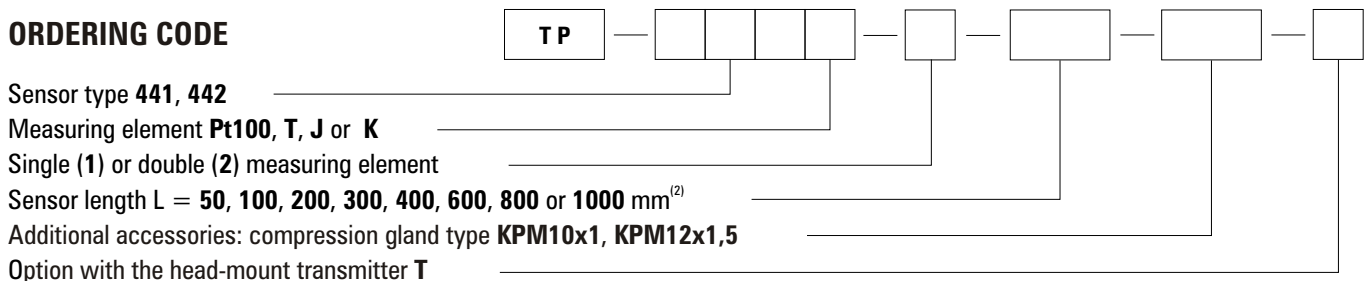 ORDERING CODE
T P
Sensor type 441, 442
Measuring element Pt100, T, J or K
Single (1) or double (2) measuring element
Sensor length L = 50, 100, 200, 300, 400, 600, 800 or 1000 mm(2)
Additional accessories: compression gland type KPM10x1, KPM12x1,5
Option with the head-mount transmitter T